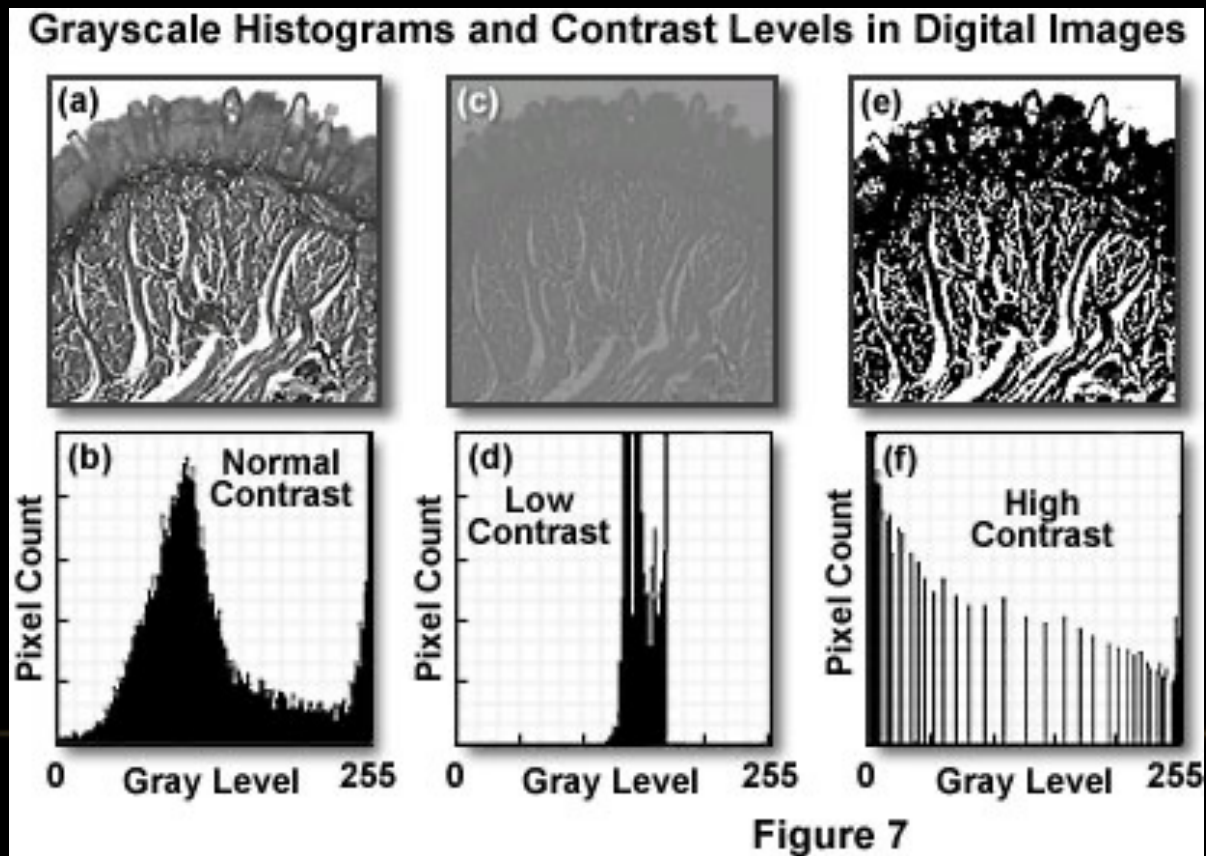 Grayscale Histograms and Contrast Levels in Digital Images
(a)
(c)
(e)
(b)
Normal
Contrast
Pixel Count
0
Gray Level
255
(d)
Low
Contrast
Pixel Count
0
Gray Level
255
(f)
High
Contrast
Pixel Count
0
Gray Level
255
Figure 7